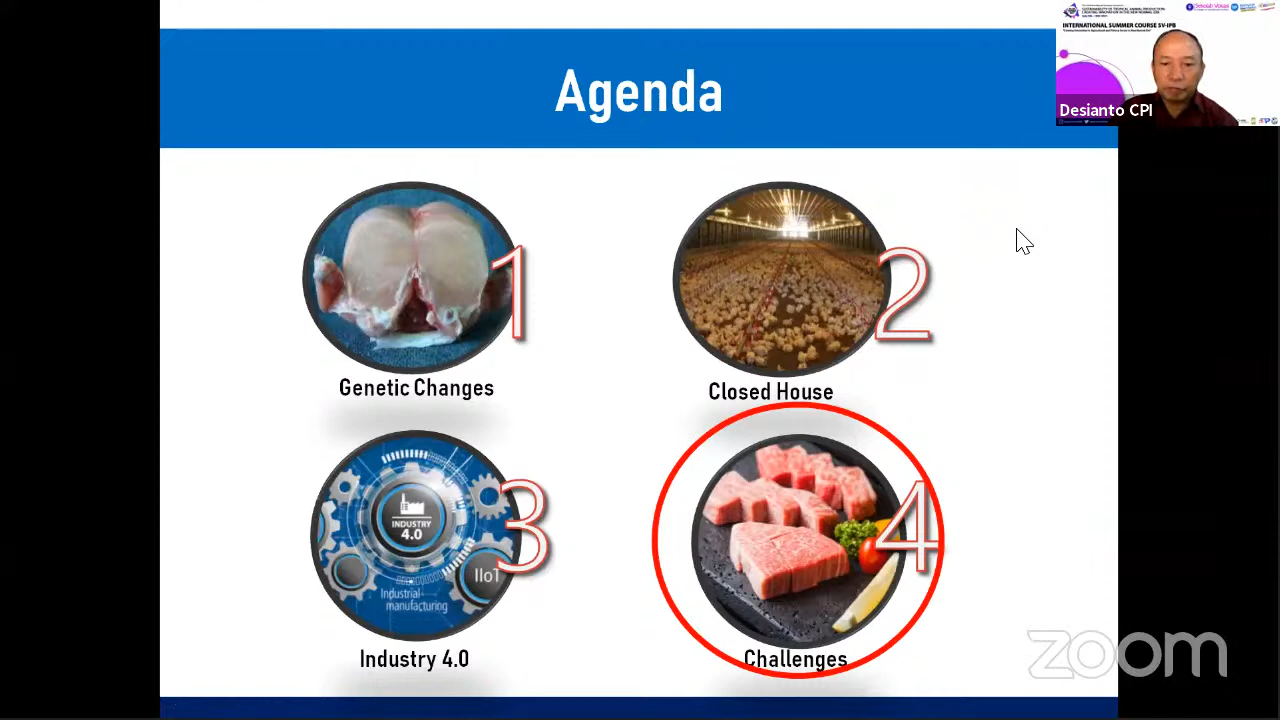 Agenda
INTERNATIONAL SUMMER COURSE SV-IPB
Desianto CPI
1
2
Genetic Changes
Closed House
INDUSTRY
4.0
IIoT
Industrial
manufacturing
3
4
Industry 4.0
Challenges
zoom